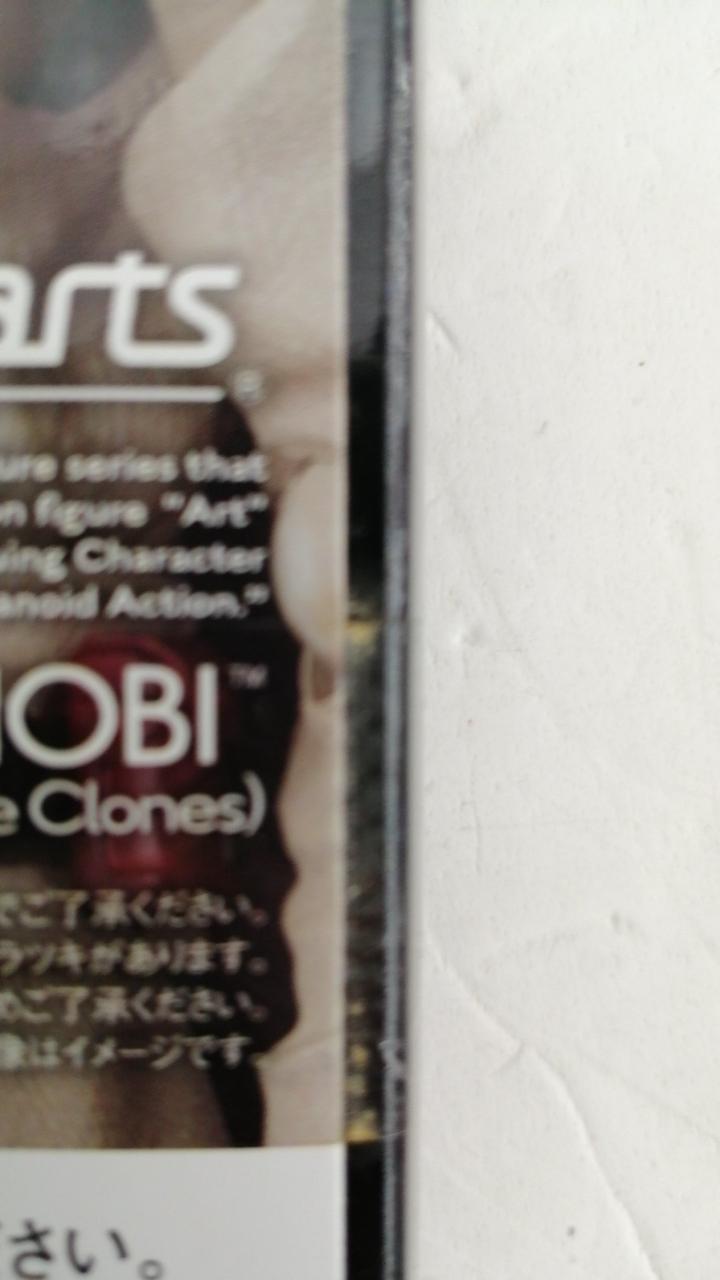 arts
®
ure series that
n figure "Art"
ving Character
anoid Action."
OBI™
e Clones)
でご了承ください。
ラツキがあります。
めご了承ください。
像はイメージです。
ださい。